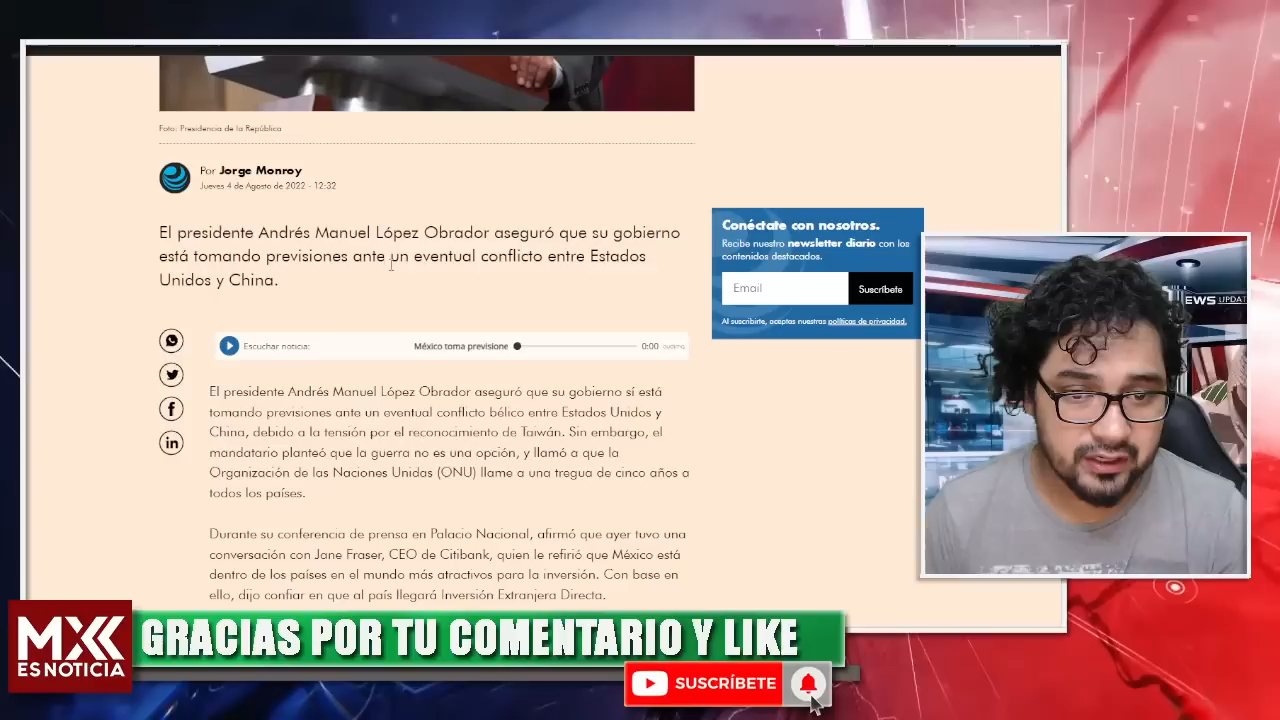 Foto: Presidencia de la República
Por Jorge Monroy
Jueves 4 de Agosto de 2022 - 12:32
El presidente Andrés Manuel López Obrador aseguró que su gobierno
está tomando previsiones ante un eventual conflicto entre Estados
Unidos y China.
Escuchar noticia:
México toma previsione
0:00
El presidente Andrés Manuel López Obrador aseguró que su gobierno sí está
tomando previsiones ante un eventual conflicto bélico entre Estados Unidos y
China, debido a la tensión por el reconocimiento de Taiwán. Sin embargo, el
mandatario planteó que la guerra no es una opción, y llamó a que la
Organización de las Naciones Unidas (ONU) llame a una tregua de cinco años a
todos los países.
Durante su conferencia de prensa en Palacio Nacional, afirmó que ayer tuvo una
conversación con Jane Fraser, CEO de Citibank, quien le refirió que México está
dentro de los países en el mundo más atractivos para la inversión. Con base en
ello, dijo confiar en que al país llegará Inversión Extranjera Directa.
Conéctate con nosotros.
Recibe nuestro newsletter diario con los
contenidos destacados.
Email
Suscríbete
Al suscribirte, aceptas nuestras políticas de privacidad.
EWS UPDAT
MX
ES NOTICIA
GRACIAS POR TU COMENTARIO Y LIKE
SUSCRÍBETE